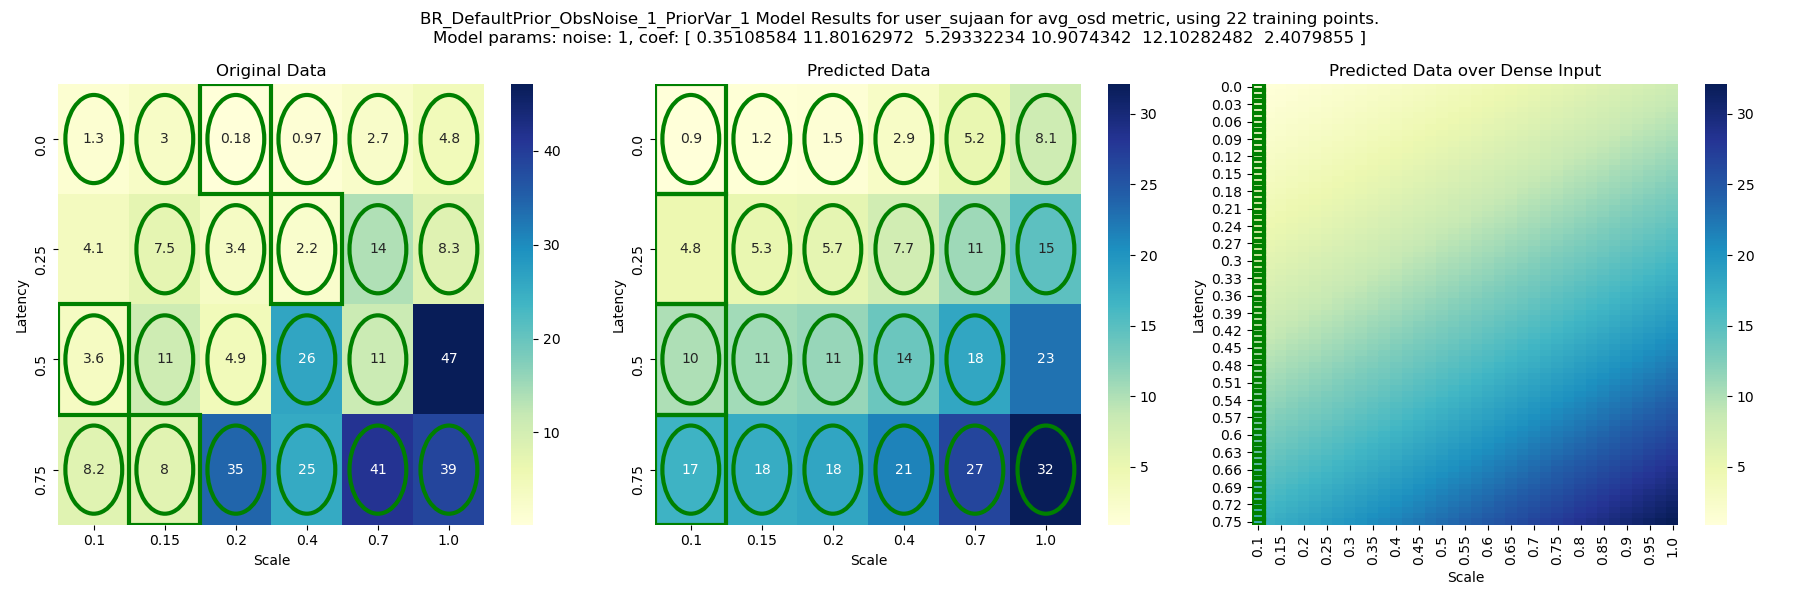 BR_DefaultPrior_ObsNoise_1_PriorVar_1 Model Results for user_sujaan for avg_osd metric, using 22 training points.
Model params: noise: 1, coef: [ 0.35108584 11.80162972  5.29332234 10.9074342  12.10282482  2.4079855 ]
Original Data
1.3 3 0.18 0.97 2.7 4.8
4.1 7.5 3.4 2.2 14 8.3
3.6 11 4.9 26 11 47
8.2 8 35 25 41 39
0.0
0.25
0.5
0.75
Latency
0.1 0.15 0.2 0.4 0.7 1.0
Scale
40
30
20
10
Predicted Data
0.9 1.2 1.5 2.9 5.2 8.1
4.8 5.3 5.7 7.7 11 15
10 11 11 14 18 23
17 18 18 21 27 32
0.0
0.25
0.5
0.75
Latency
0.1 0.15 0.2 0.4 0.7 1.0
Scale
30
25
20
15
10
5
Predicted Data over Dense Input
0.0
0.03
0.06
0.09
0.12
0.15
0.18
0.21
0.24
0.27
0.3
0.33
0.36
0.39
0.42
0.45
0.48
0.51
0.54
0.57
0.6
0.63
0.66
0.69
0.72
0.75
Latency
0.1 0.15 0.2 0.25 0.3 0.35 0.4 0.45 0.5 0.55 0.6 0.65 0.7 0.75 0.8 0.85 0.9 0.95 1.0
Scale
30
25
20
15
10
5